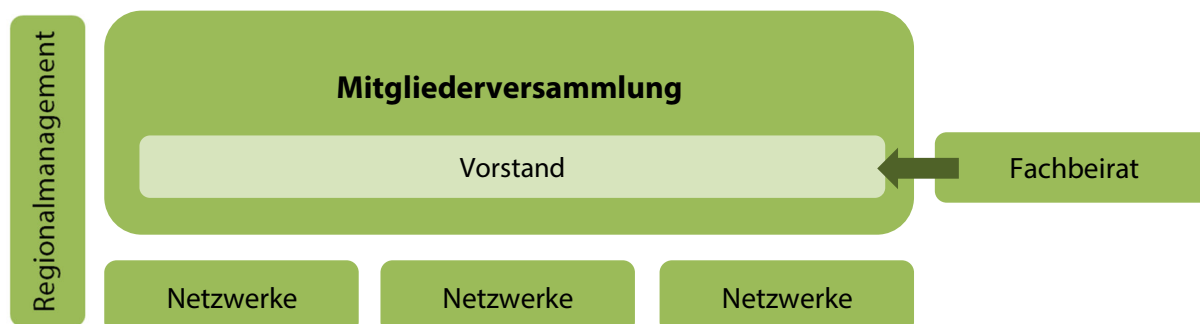 Regionalmanagement
Mitgliederversammlung
Vorstand
Fachbeirat
Netzwerke
Netzwerke
Netzwerke